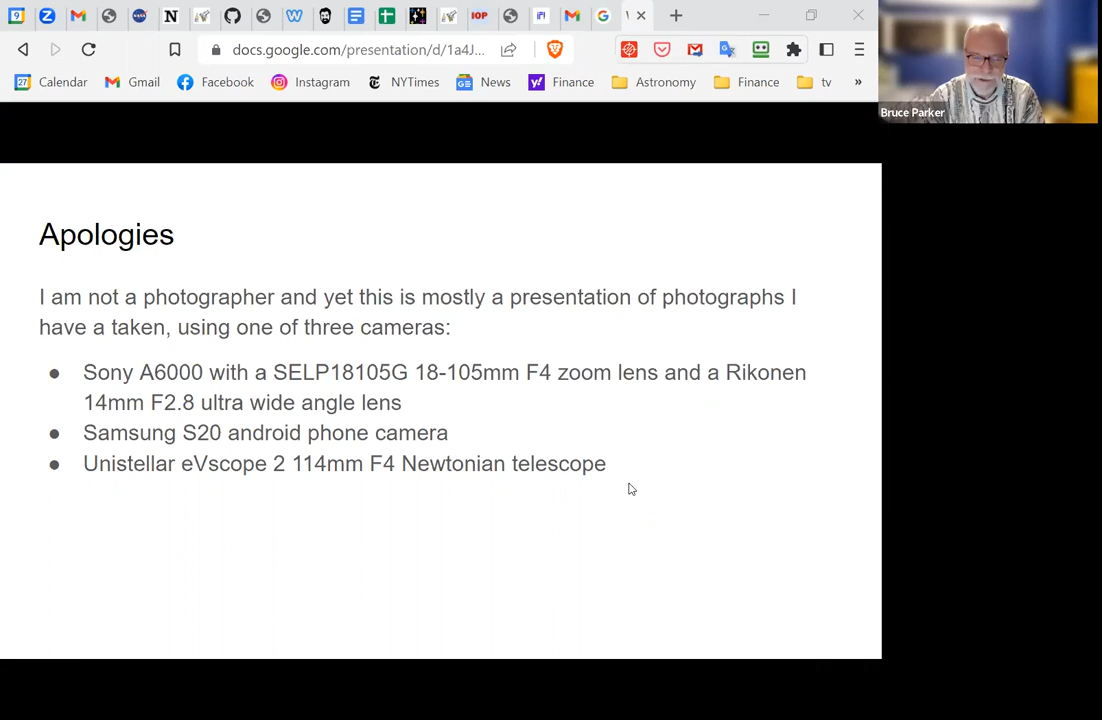 docs.google.com/presentation/d/1a4J...
Calendar Gmail Facebook Instagram NYTimes News Finance Astronomy Finance tv »
Bruce Parker
Apologies
I am not a photographer and yet this is mostly a presentation of photographs I
have a taken, using one of three cameras:
● Sony A6000 with a SELP18105G 18-105mm F4 zoom lens and a Rikonen
14mm F2.8 ultra wide angle lens
● Samsung S20 android phone camera
● Unistellar eVscope 2 114mm F4 Newtonian telescope